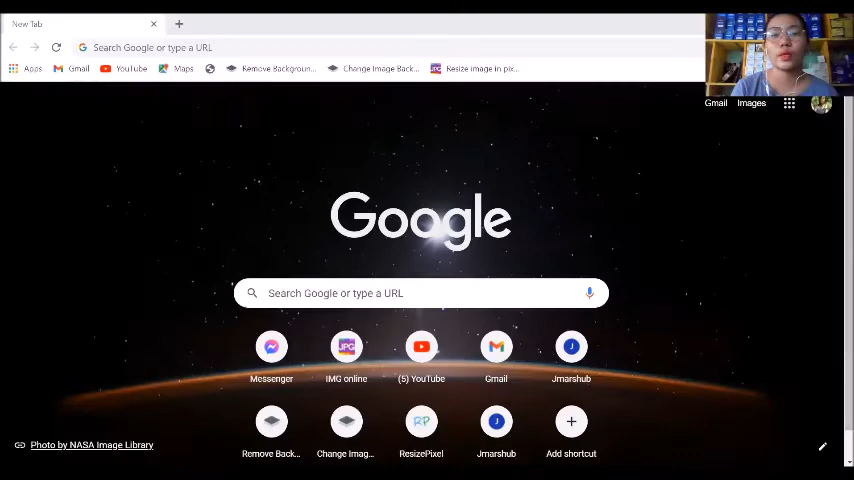 New Tab
Search Google or type a URL
Apps Gmail YouTube Maps Remove Backgroun... Change Image Back... Resize image in pix...
Gmail Images
Google
Search Google or type a URL
JPG RP J J
Messenger IMG online (5) YouTube Gmail Jmarshub
Remove Back... Change Imag... ResizePixel Jmarshub Add shortcut
Photo by NASA Image Library